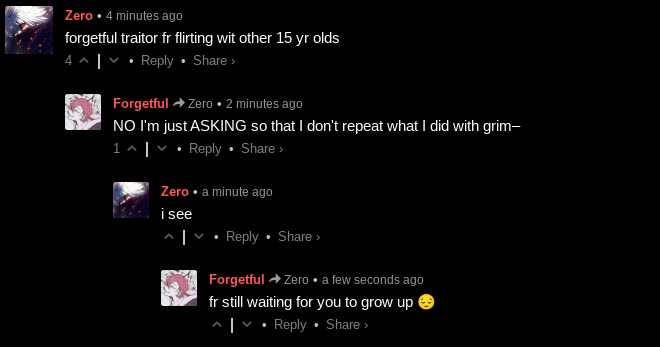 Zero • 4 minutes ago
forgetful traitor fr flirting wit other 15 yr olds
4 | • Reply • Share ›
Forgetful Zero • 2 minutes ago
NO I'm just ASKING so that I don't repeat what I did with grim–
1 | • Reply • Share ›
Zero • a minute ago
i see
| • Reply • Share ›
Forgetful Zero • a few seconds ago
fr still waiting for you to grow up 😔
| • Reply • Share ›